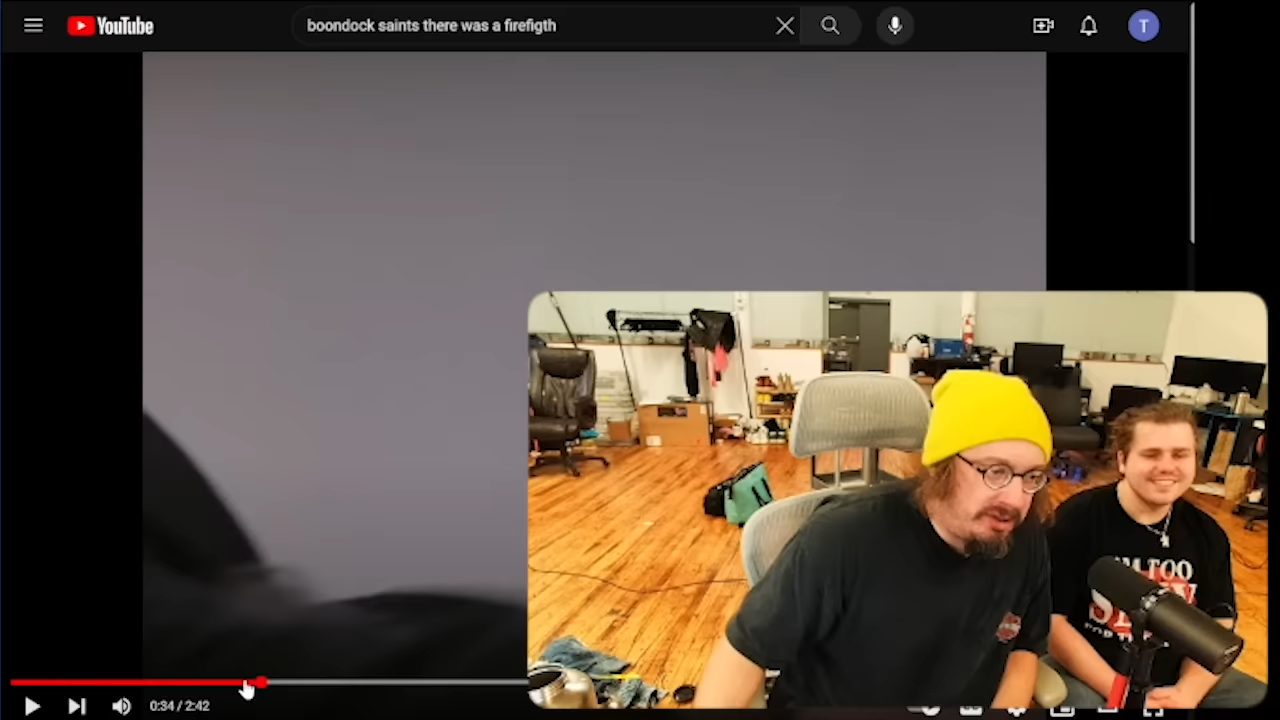 YouTube
boondock saints there was a firefigth
T
I'M TOO
0:34 / 2:42